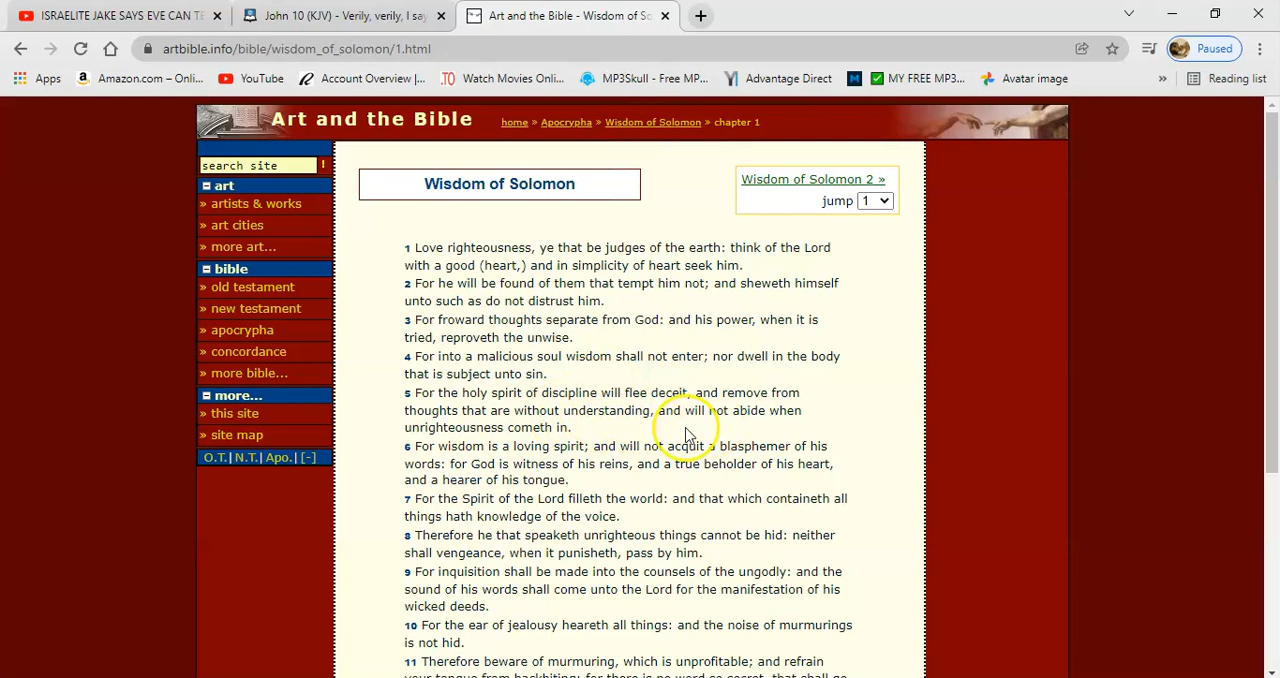 ISRAELITE JAKE SAYS EVE CAN TE
John 10 (KJV) - Verily, verily, I say
Art and the Bible - Wisdom of So
artbible.info/bible/wisdom_of_solomon/1.html
Paused
Apps
Amazon.com – Onli...
YouTube
Account Overview |...
TO Watch Movies Onl...
MP3Skull - Free MP...
Advantage Direct
MY FREE MP3...
Avatar image
»
Reading list
Art and the Bible
home » Apocrypha » Wisdom of Solomon » chapter 1
search site !
art
» artists & works
» art cities
» more art...
bible
» old testament
» new testament
» apocrypha
» concordance
» more bible...
more...
» this site
» site map
O.T.| N.T.| Apo.| [-]
Wisdom of Solomon
Wisdom of Solomon 2 »
jump 1
1 Love righteousness, ye that be judges of the earth: think of the Lord
with a good (heart,) and in simplicity of heart seek him.
2 For he will be found of them that tempt him not; and sheweth himself
unto such as do not distrust him.
3 For froward thoughts separate from God: and his power, when it is
tried, reproveth the unwise.
4 For into a malicious soul wisdom shall not enter; nor dwell in the body
that is subject unto sin.
5 For the holy spirit of discipline will flee deceit, and remove from
thoughts that are without understanding, and will not abide when
unrighteousness cometh in.
6 For wisdom is a loving spirit; and will not acquit a blasphemer of his
words: for God is witness of his reins, and a true beholder of his heart,
and a hearer of his tongue.
7 For the Spirit of the Lord filleth the world: and that which containeth all
things hath knowledge of the voice.
8 Therefore he that speaketh unrighteous things cannot be hid: neither
shall vengeance, when it punisheth, pass by him.
9 For inquisition shall be made into the counsels of the ungodly: and the
sound of his words shall come unto the Lord for the manifestation of his
wicked deeds.
10 For the ear of jealousy heareth all things: and the noise of murmurings
is not hid.
11 Therefore beware of murmuring, which is unprofitable; and refrain
your tongue from backbiting: for there is no word so secret, that shall go